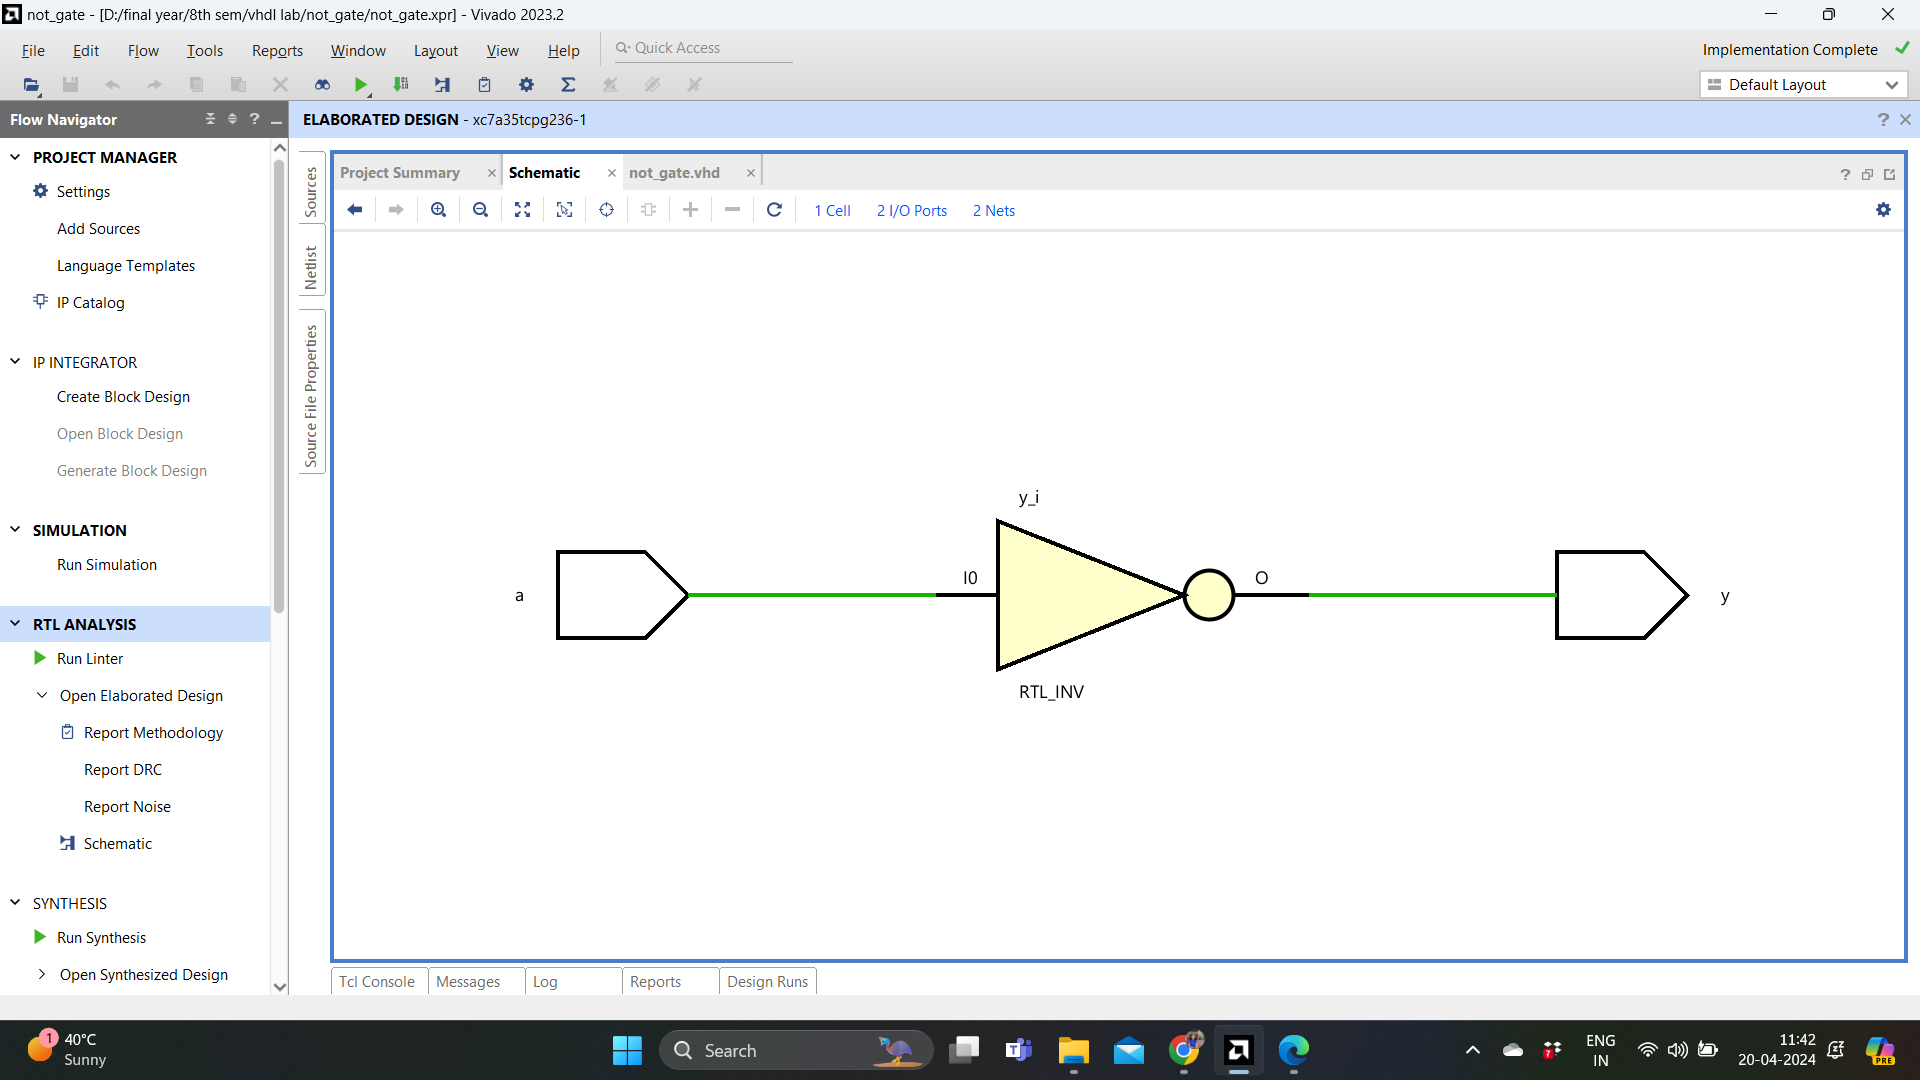 not_gate - [D:/final year/8th sem/vhdl lab/not_gate/not_gate.xpr] - Vivado 2023.2
File Edit Flow Tools Reports Window Layout View Help Quick Access
Implementation Complete
Default Layout
Flow Navigator
ELABORATED DESIGN - xc7a35tcpg236-1
PROJECT MANAGER
Settings
Add Sources
Language Templates
IP Catalog
IP INTEGRATOR
Create Block Design
Open Block Design
Generate Block Design
SIMULATION
Run Simulation
RTL ANALYSIS
Run Linter
Open Elaborated Design
Report Methodology
Report DRC
Report Noise
Schematic
SYNTHESIS
Run Synthesis
Open Synthesized Design
Sources
Netlist
Source File Properties
Project Summary Schematic not_gate.vhd
1 Cell 2 I/O Ports 2 Nets
y_i
a I0 O y
RTL_INV
Tcl Console Messages Log Reports Design Runs
1
40°C
Sunny
Search
7
ENG
IN
11:42
20-04-2024
PRE